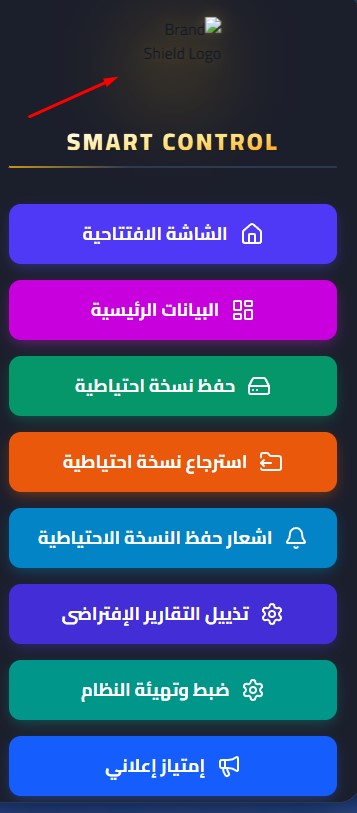 Brand
Shield Logo
SMART CONTROL
الشاشة الافتتاحية
البيانات الرئيسية
حفظ نسخة احتياطية
استرجاع نسخة احتياطية
اشعار حفظ النسخة الاحتياطية
تذييل التقارير الإفتراضى
ضبط وتهيئة النظام
إمتياز إعلاني